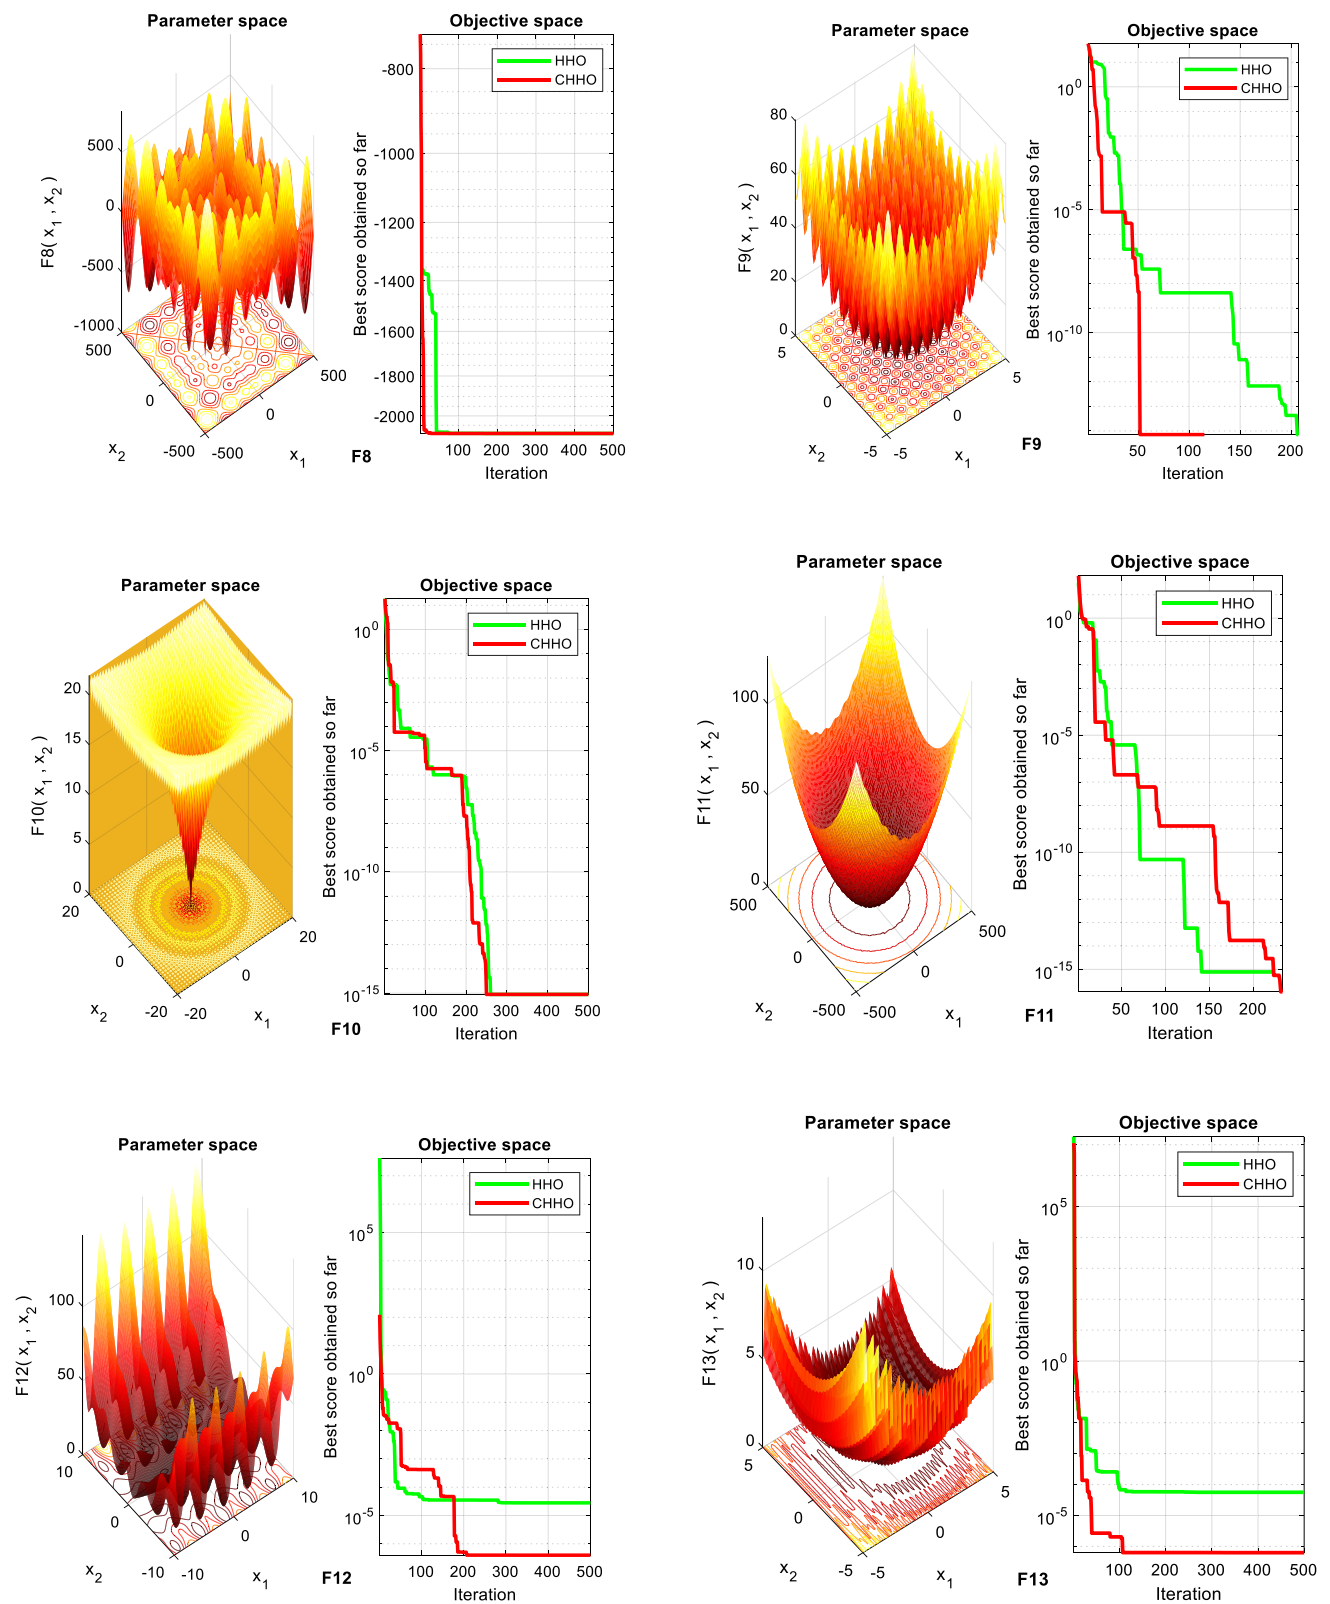 Parameter space
Objective space
F8( x1 , x2 )
500
0
-500
-1000
500
0
-500
-500
0
500
x2
x1
F8
Best score obtained so far
-800
-1000
-1200
-1400
-1600
-1800
-2000
HHO
CHHO
100 200 300 400 500
Iteration
Parameter space
Objective space
F9( x1 , x2 )
80
60
40
20
0
5
0
-5
-5
0
5
x2
x1
F9
Best score obtained so far
10^0
10^-5
10^-10
HHO
CHHO
50 100 150 200
Iteration
Parameter space
Objective space
F10( x1 , x2 )
20
15
10
5
0
20
0
-20
-20
0
20
x2
x1
F10
Best score obtained so far
10^0
10^-5
10^-10
10^-15
HHO
CHHO
100 200 300 400 500
Iteration
Parameter space
Objective space
F11( x1 , x2 )
100
50
0
500
0
-500
-500
0
500
x2
x1
F11
Best score obtained so far
10^0
10^-5
10^-10
10^-15
HHO
CHHO
50 100 150 200
Iteration
Parameter space
Objective space
F12( x1 , x2 )
100
50
0
10
0
-10
-10
0
10
x2
x1
F12
Best score obtained so far
10^5
10^0
10^-5
HHO
CHHO
100 200 300 400 500
Iteration
Parameter space
Objective space
F13( x1 , x2 )
10
5
0
5
0
-5
-5
0
5
x2
x1
F13
Best score obtained so far
10^5
10^0
10^-5
HHO
CHHO
100 200 300 400 500
Iteration